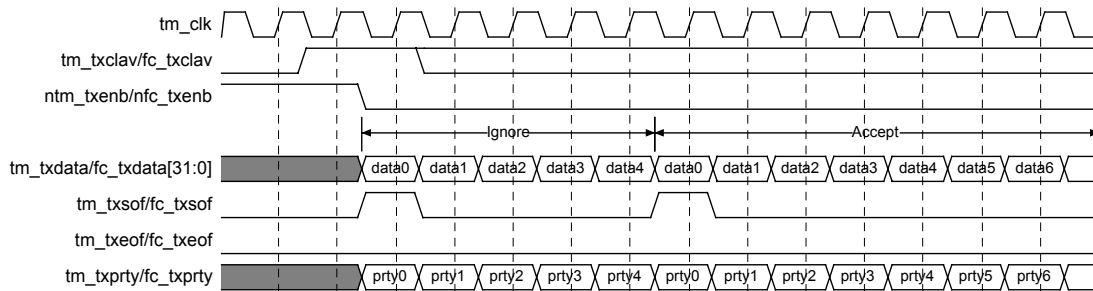 tm_clk
tm_txclav/fc_txclav
ntm_txenb/nfc_txenb
Ignore Accept
tm_txdata/fc_txdata[31:0] data0 data1 data2 data3 data4 data0 data1 data2 data3 data4 data5 data6
tm_txsof/fc_txsof
tm_txeof/fc_txeof
tm_txprty/fc_txprty prty0 prty1 prty2 prty3 prty4 prty0 prty1 prty2 prty3 prty4 prty5 prty6